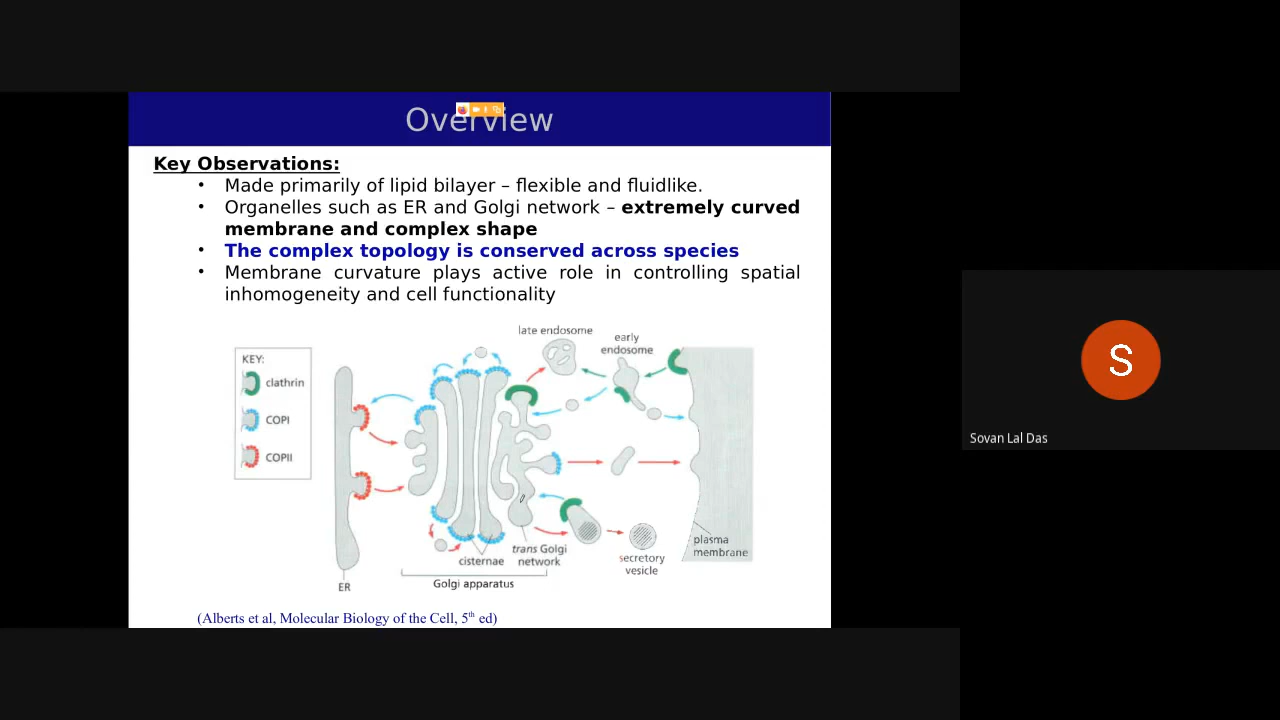 Overview
Key Observations:
• Made primarily of lipid bilayer – flexible and fluidlike.
• Organelles such as ER and Golgi network – extremely curved
membrane and complex shape
• The complex topology is conserved across species
• Membrane curvature plays active role in controlling spatial
inhomogeneity and cell functionality
KEY:
clathrin
COPI
COPII
late endosome
early
endosome
plasma
membrane
secretory
vesicle
trans Golgi
network
cisternae
Golgi apparatus
ER
(Alberts et al, Molecular Biology of the Cell, 5th ed)
S
Sovan Lal Das